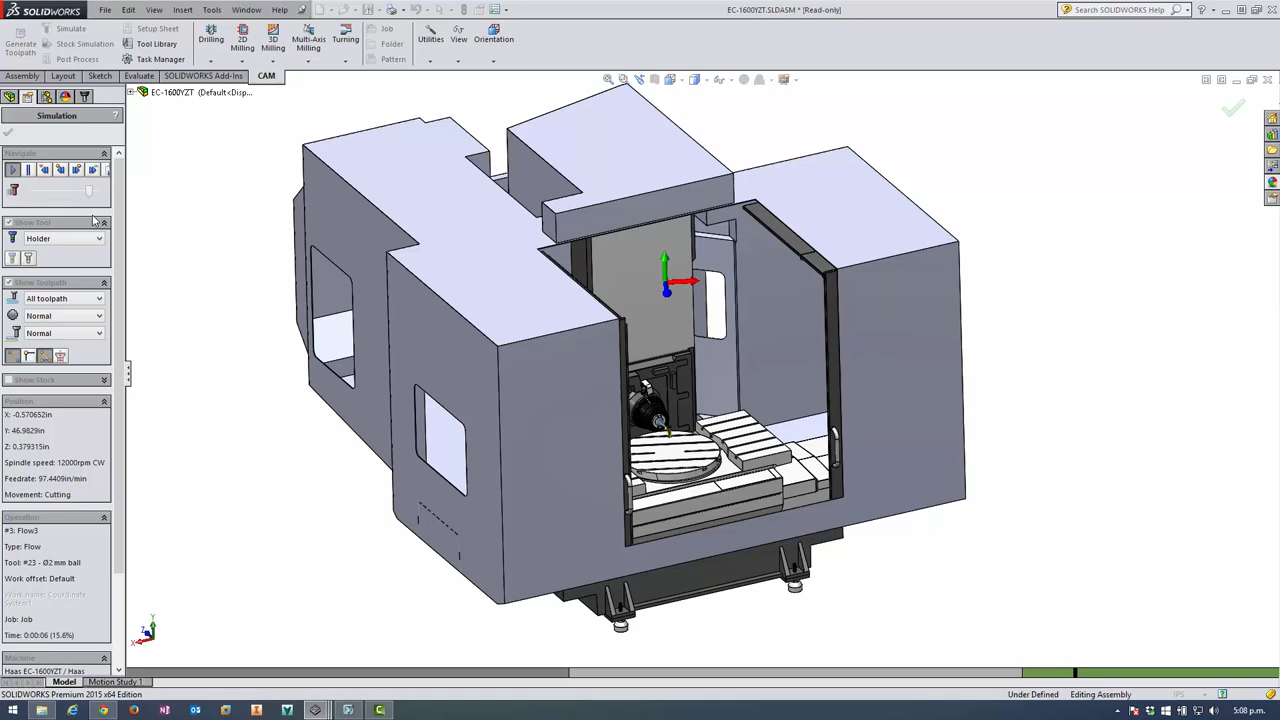 SOLIDWORKS
File Edit View Insert Tools Window Help
EC-1600YZT.SLDASM * [Read-only]
Search SOLIDWORKS Help
Generate Toolpath
Simulate
Stock Simulation
Post Process
Setup Sheet
Tool Library
Task Manager
Drilling
2D Milling
3D Milling
Multi-Axis Milling
Turning
Job
Folder
Pattern
Utilities
View
Orientation
Assembly Layout Sketch Evaluate SOLIDWORKS Add-Ins CAM
EC-1600YZT (Default<Disp...
Simulation
Navigate
Show Tool
Holder
Show Toolpath
All toolpath
Normal
Normal
Show Stock
Position
X: -0.570652in
Y: 46.9829in
Z: 0.379315in
Spindle speed: 12000rpm CW
Feedrate: 97.4409in/min
Movement: Cutting
Operation
#3: Flow3
Type: Flow
Tool: #23 - Ø2 mm ball
Work offset: Default
Work name: Coordinate System1
Job: Job
Time: 0:00:06 (15.6%)
Machine
Haas EC-1600YZT / Haas
Y
Z
X
Model Motion Study 1
SOLIDWORKS Premium 2015 x64 Edition
Under Defined
Editing Assembly
IPS
5:08 p.m.